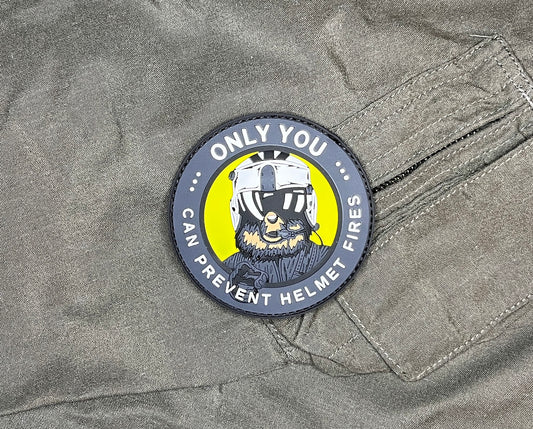 ONLY YOU
CAN PREVENT HELMET FIRES